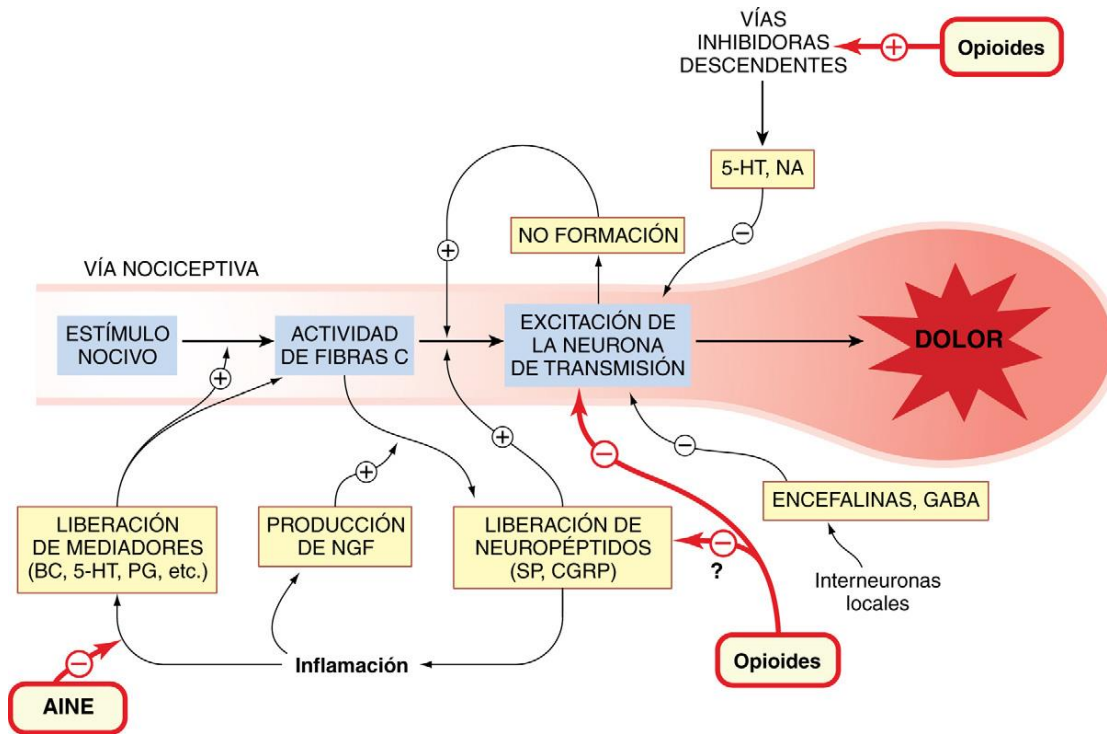 VÍAS
INHIBIDORAS
DESCENDENTES
+
Opioides
5-HT, NA
−
NO FORMACIÓN
+
VÍA NOCICEPTIVA
ESTÍMULO
NOCIVO
ACTIVIDAD
DE FIBRAS C
EXCITACIÓN DE
LA NEURONA
DE TRANSMISIÓN
DOLOR
+
+
+
−
−
LIBERACIÓN
DE MEDIADORES
(BC, 5-HT, PG, etc.)
PRODUCCIÓN
DE NGF
LIBERACIÓN DE
NEUROPÉPTIDOS
(SP, CGRP)
−
?
ENCEFALINAS, GABA
Interneuronas
locales
Inflamación
Opioides
−
AINE